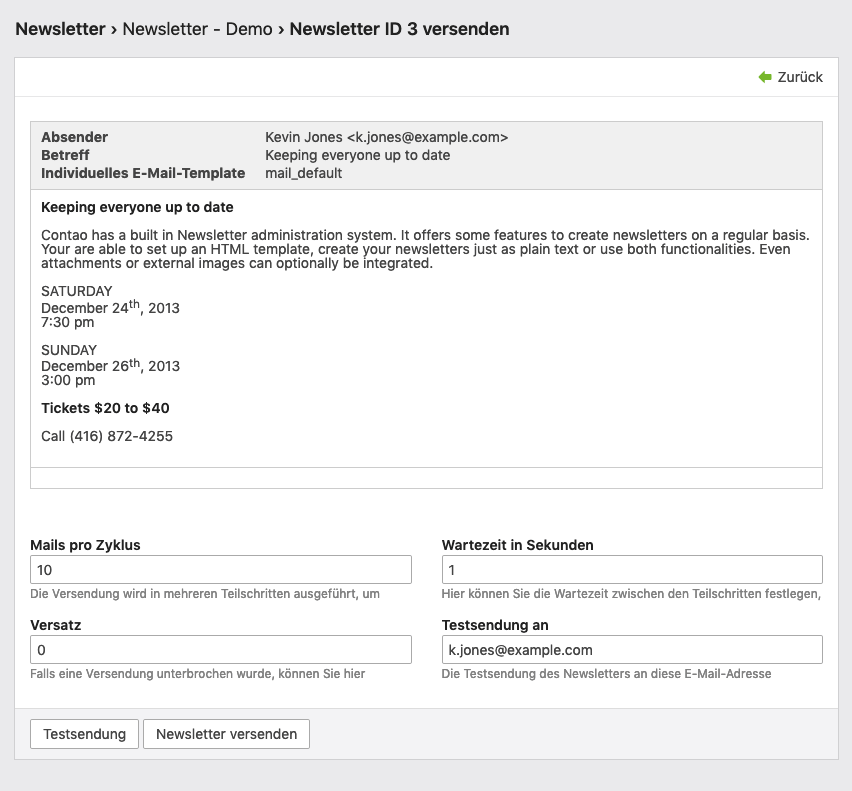 Newsletter › Newsletter - Demo › Newsletter ID 3 versenden
Zurück
Absender Kevin Jones <k.jones@example.com>
Betreff Keeping everyone up to date
Individuelles E-Mail-Template mail_default
Keeping everyone up to date
Contao has a built in Newsletter administration system. It offers some features to create newsletters on a regular basis.
Your are able to set up an HTML template, create your newsletters just as plain text or use both functionalities. Even
attachments or external images can optionally be integrated.
SATURDAY
December 24th, 2013
7:30 pm
SUNDAY
December 26th, 2013
3:00 pm
Tickets $20 to $40
Call (416) 872-4255
Mails pro Zyklus
10
Die Versendung wird in mehreren Teilschritten ausgeführt, um
Wartezeit in Sekunden
1
Hier können Sie die Wartezeit zwischen den Teilschritten festlegen,
Versatz
0
Falls eine Versendung unterbrochen wurde, können Sie hier
Testsendung an
k.jones@example.com
Die Testsendung des Newsletters an diese E-Mail-Adresse
Testsendung
Newsletter versenden